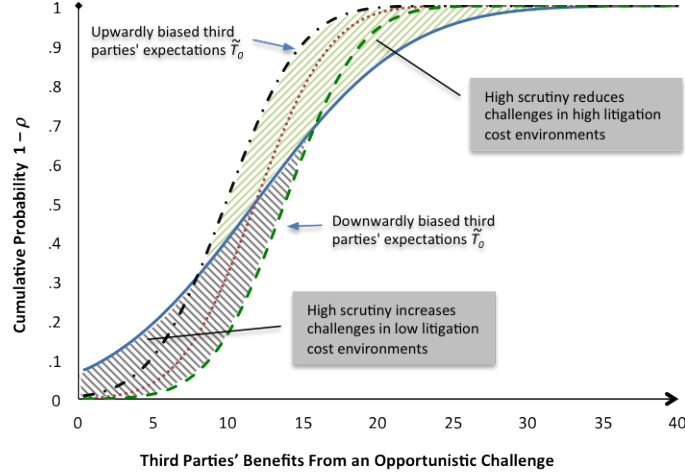 Cumulative Probability 1 – ρ
1
.9
.8
.7
.6
.5
.4
.3
.2
.1
0
Upwardly biased third
parties' expectations T̃₀
High scrutiny reduces
challenges in high litigation
cost environments
Downwardly biased third
parties' expectations T̃₀
High scrutiny increases
challenges in low litigation
cost environments
0 5 10 15 20 25 30 35 40
Third Parties’ Benefits From an Opportunistic Challenge